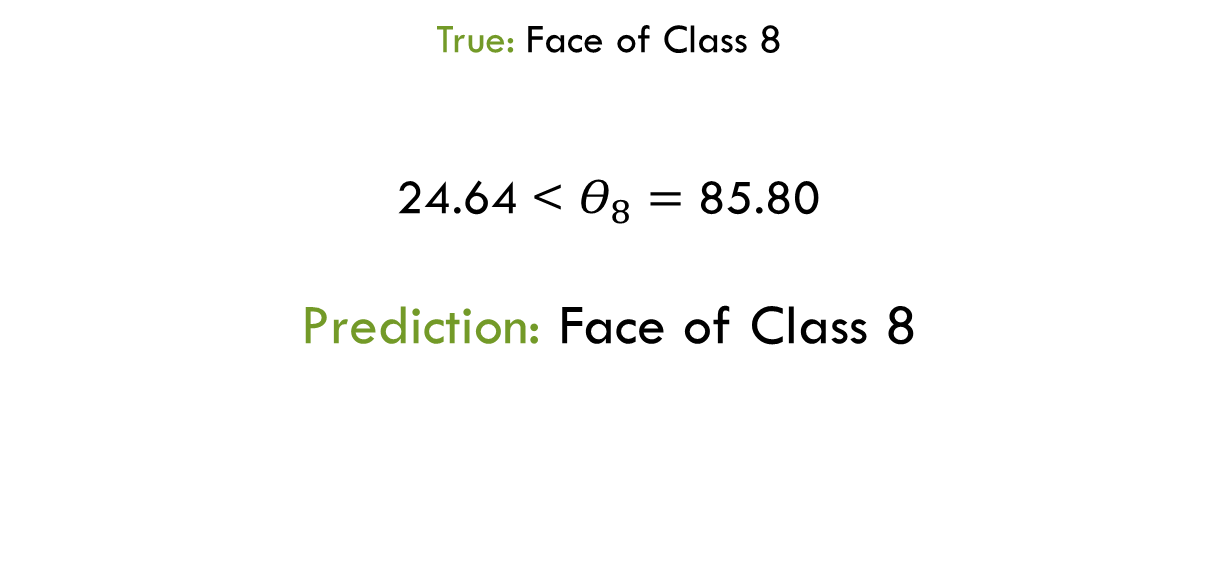 True: Face of Class 8
24.64 < θ₈ = 85.80
Prediction: Face of Class 8